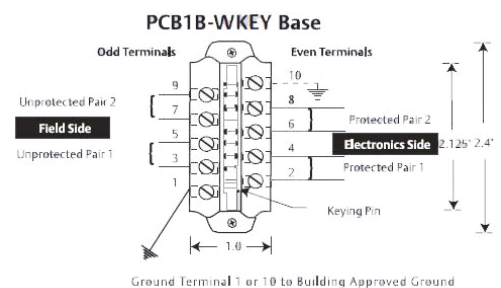 PCB1B-WKEY Base
Odd Terminals
Even Terminals
9
10
Unprotected Pair 2
7
8
Protected Pair 2
6
Field Side
5
Electronics Side
2.125" 2.4"
Unprotected Pair 1
3
4
Protected Pair 1
1
2
Keying Pin
1.0
Ground Terminal 1 or 10 to Building Approved Ground